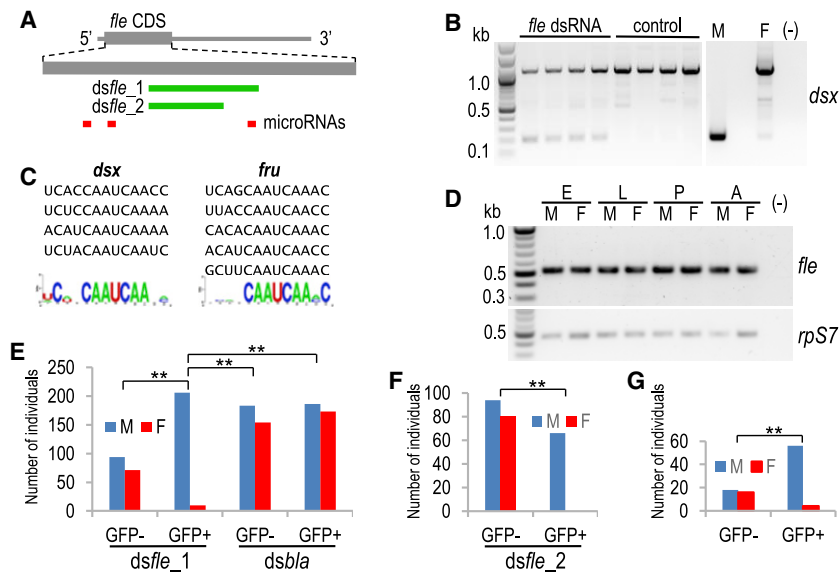 A
fle CDS
5’ 3’
dsfle_1
dsfle_2
microRNAs
B
kb fle dsRNA control M F (-)
1.0
0.5
0.1
dsx
C
dsx
UCACCAAUCAACC
UCUCCAAUCAAAA
ACAUCAAUCAAAA
UCUACAAUCAAUC
CAAUCAA
fru
UCAGCAAUCAAAC
UUACCAAUCAACC
CACACAAUCAAAC
ACAUCAAUCAACC
GCUUCAAUCAAAC
CAAUCAA C
D
E L P A (-)
kb M F M F M F M F
1.0
0.5
0.3
fle
0.5
rpS7
E
Number of individuals
250
200
150
100
50
0
** ** **
M F
GFP- GFP+ GFP- GFP+
dsfle_1 dsbla
F
Number of individuals
100
80
60
40
20
0
**
M
F
GFP- GFP+
dsfle_2
G
Number of individuals
60
40
20
0
**
M
F
GFP- GFP+